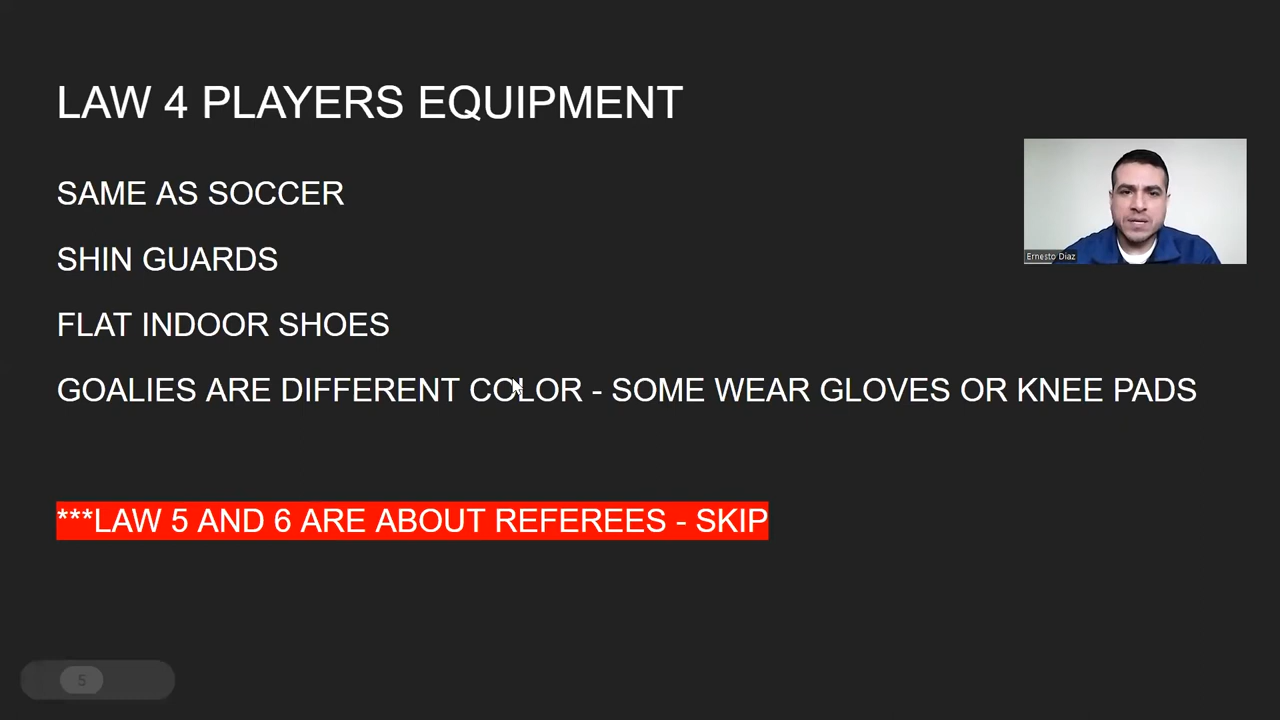 LAW 4 PLAYERS EQUIPMENT
SAME AS SOCCER
SHIN GUARDS
FLAT INDOOR SHOES
GOALIES ARE DIFFERENT COLOR - SOME WEAR GLOVES OR KNEE PADS
***LAW 5 AND 6 ARE ABOUT REFEREES - SKIP
Ernesto Diaz
5